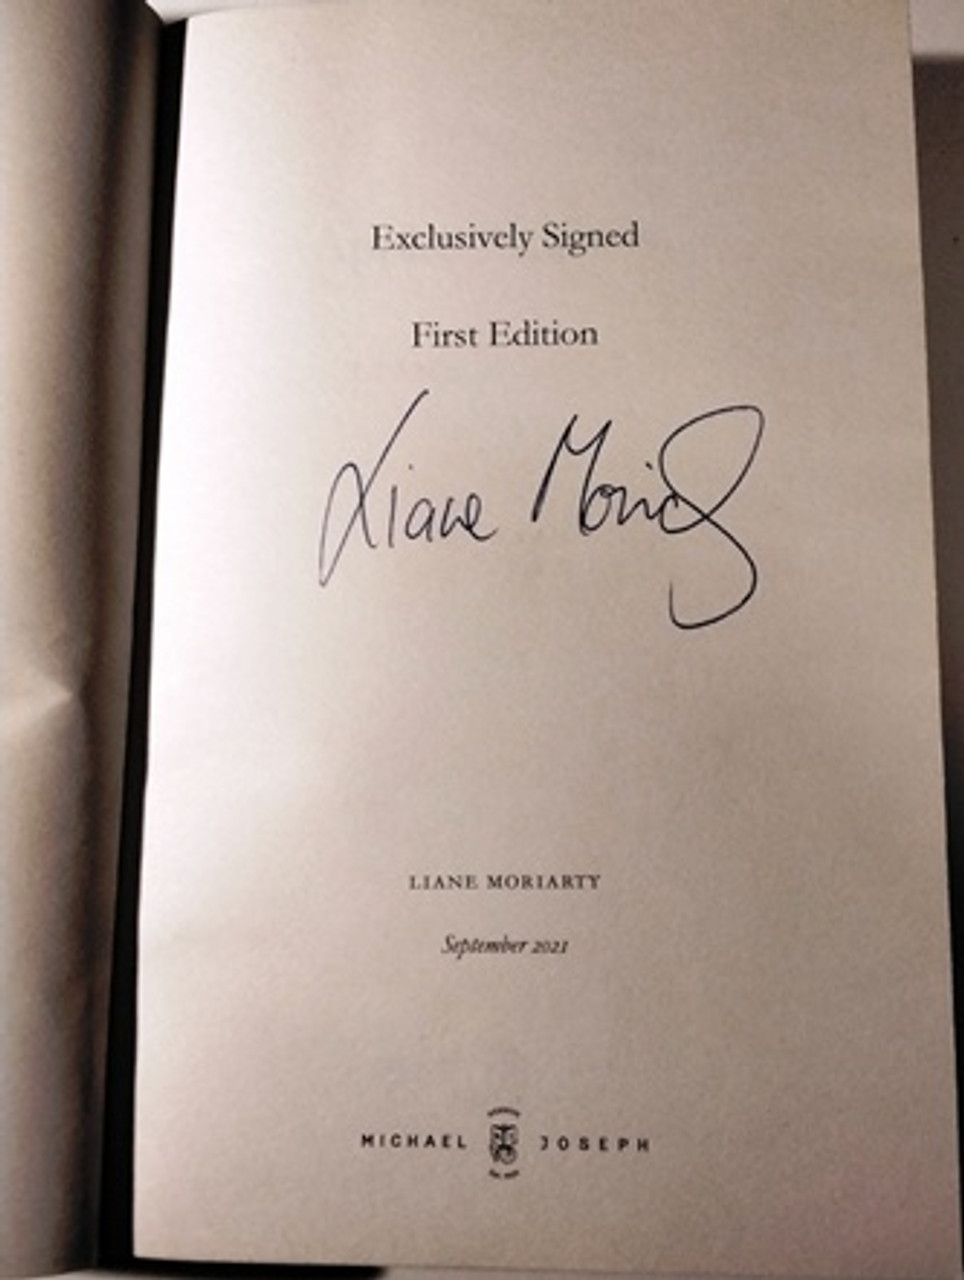 Exclusively Signed
First Edition
Liane Moriarty
LIANE MORIARTY
September 2021
MICHAEL JOSEPH